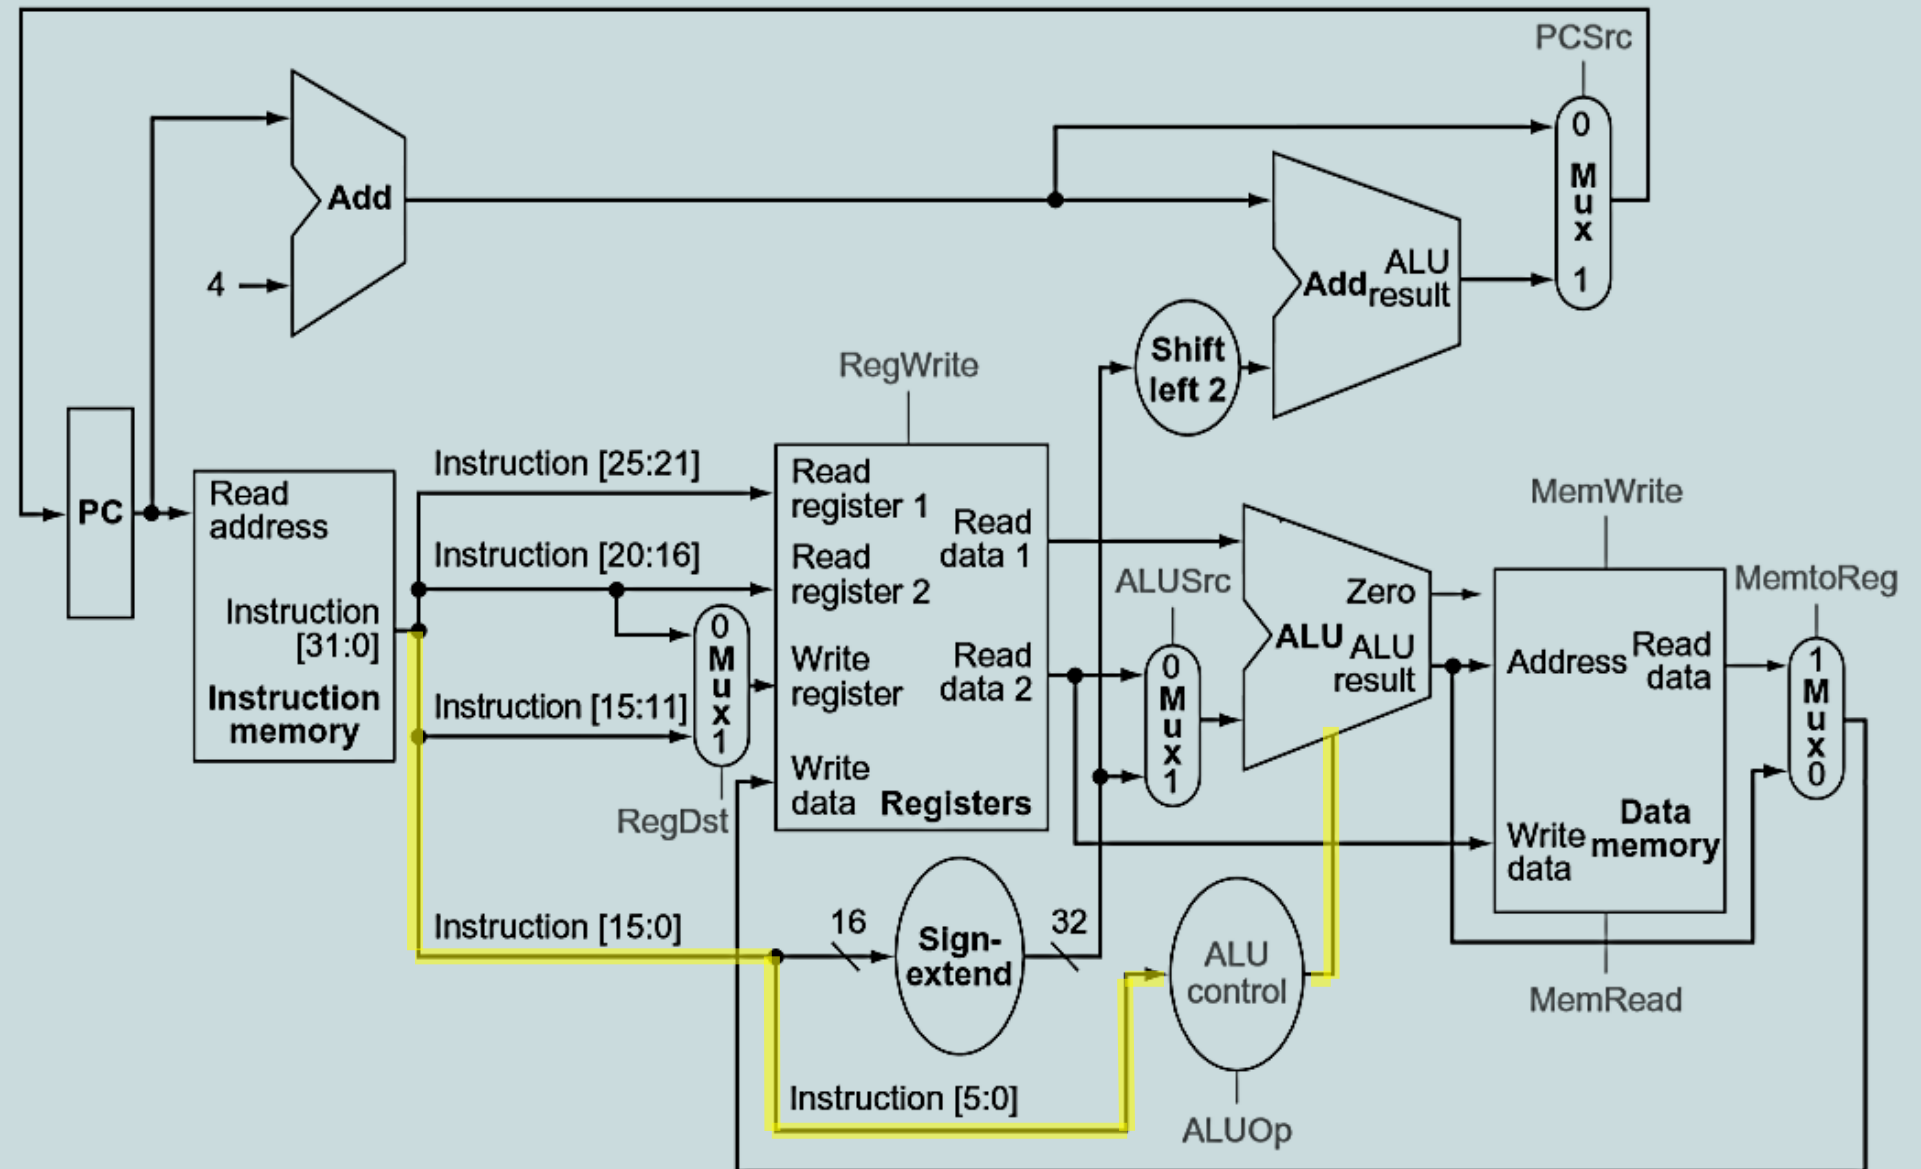 PCSrc
0
Mux
1
Add
4
Add
ALU
result
Shift
left 2
RegWrite
PC
Read
address
Instruction
[31:0]
Instruction
memory
Instruction [25:21]
Instruction [20:16]
Instruction [15:11]
0
Mux
1
RegDst
Read
register 1
Read
register 2
Write
register
Write
data
Read
data 1
Read
data 2
Registers
ALUSrc
0
Mux
1
Zero
ALU
ALU
result
MemWrite
Address
Read
data
Write
data
Data
memory
MemRead
MemtoReg
1
Mux
0
Instruction [15:0]
16
Sign-
extend
32
ALU
control
Instruction [5:0]
ALUOp